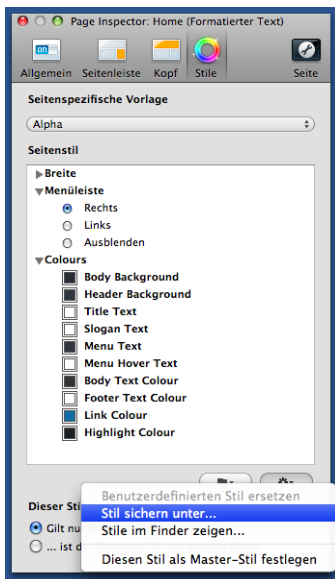 Page Inspector: Home (Formatierter Text)
on
Allgemein Seitenleiste Kopf Stile Seite
Seitenspezifische Vorlage
Alpha
Seitenstil
Breite
Menüleiste
Rechts
Links
Ausblenden
Colours
Body Background
Header Background
Title Text
Slogan Text
Menu Text
Menu Hover Text
Body Text Colour
Footer Text Colour
Link Colour
Highlight Colour
Benutzerdefinierten Stil ersetzen
Dieser Sti
Stil sichern unter...
Gilt nu
Stile im Finder zeigen...
... ist d
Diesen Stil als Master-Stil festlegen